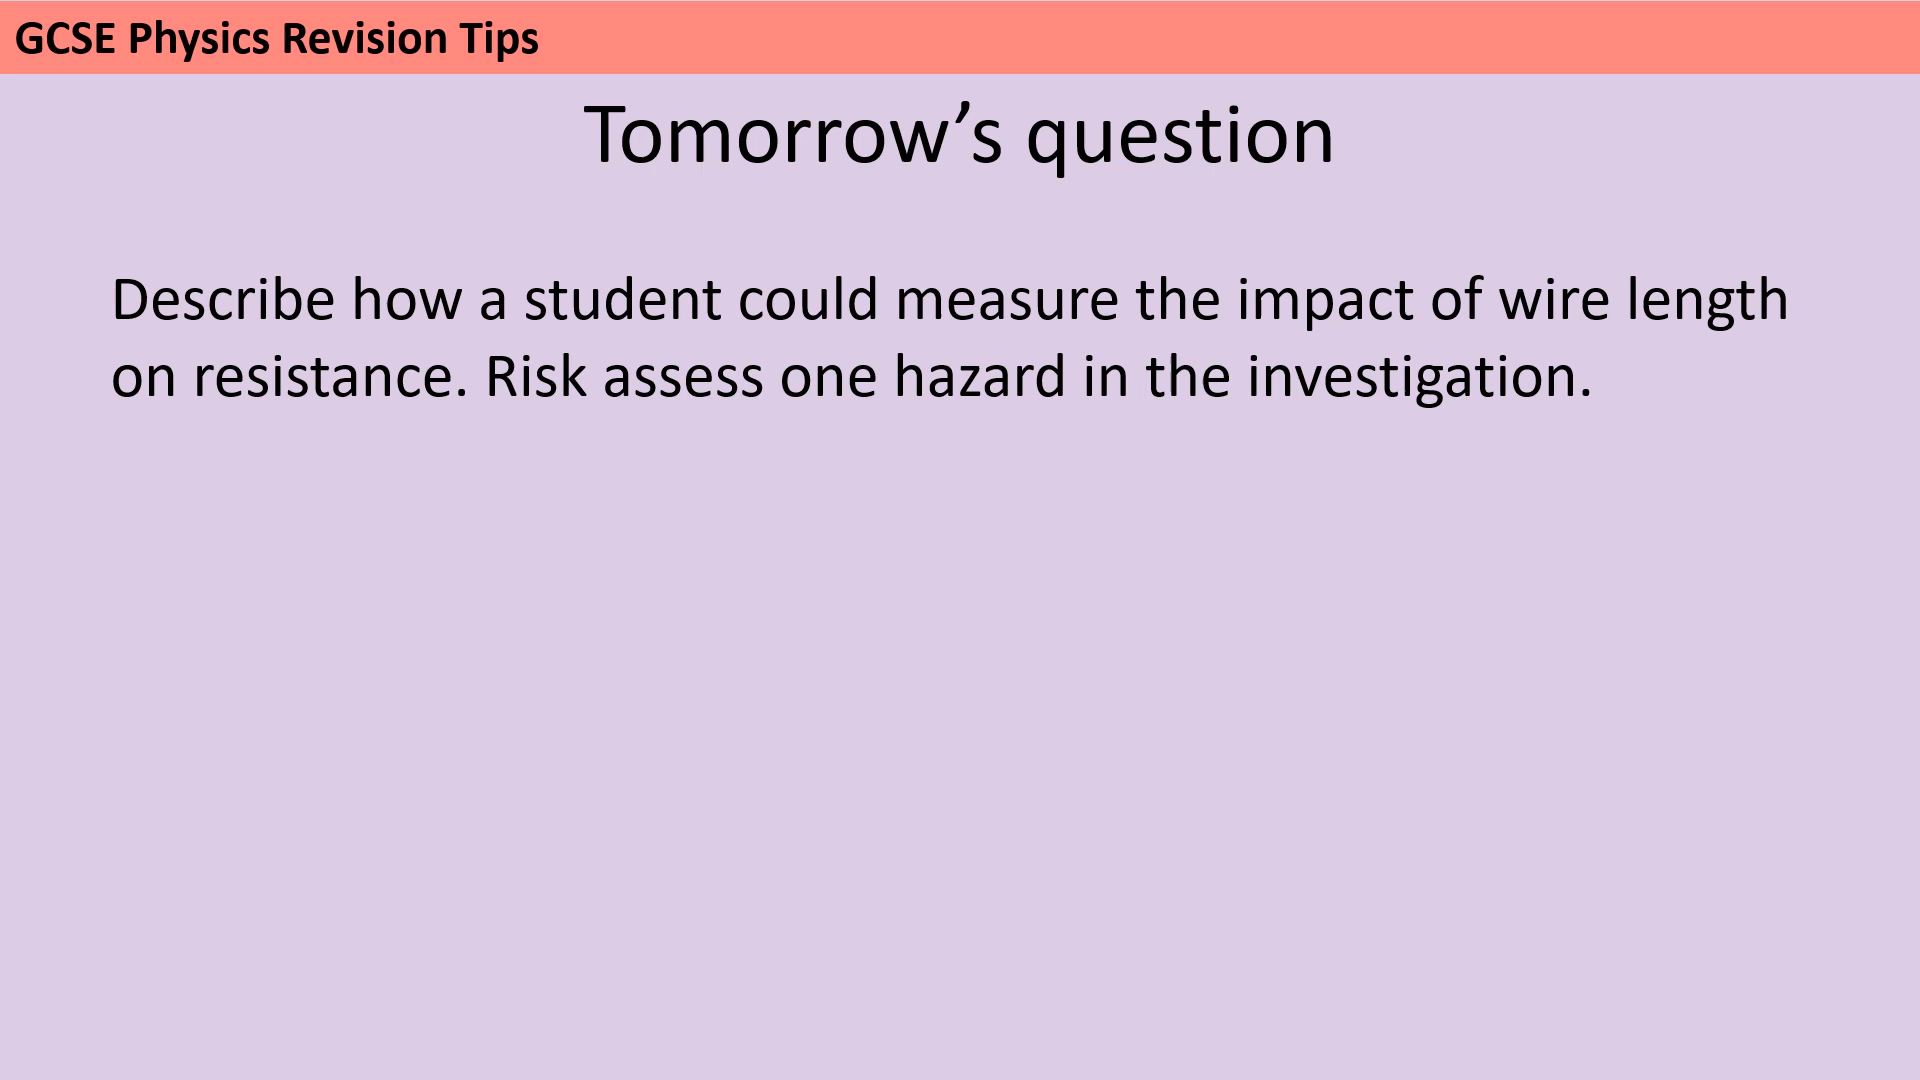 GCSE Physics Revision Tips
Tomorrow’s question
Describe how a student could measure the impact of wire length
on resistance. Risk assess one hazard in the investigation.